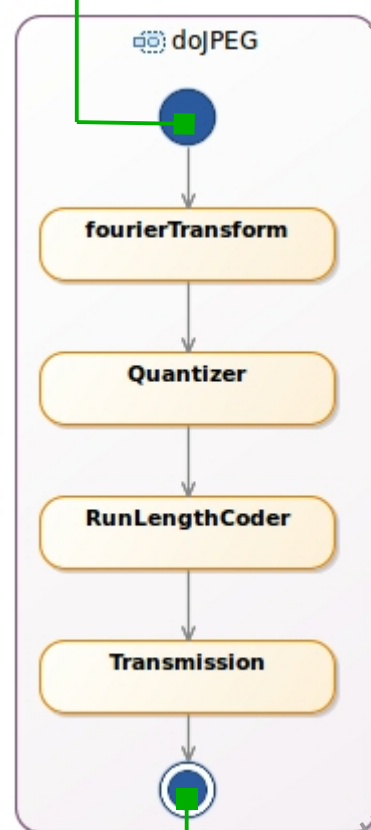 doJPEG
fourierTransform
Quantizer
RunLengthCoder
Transmission